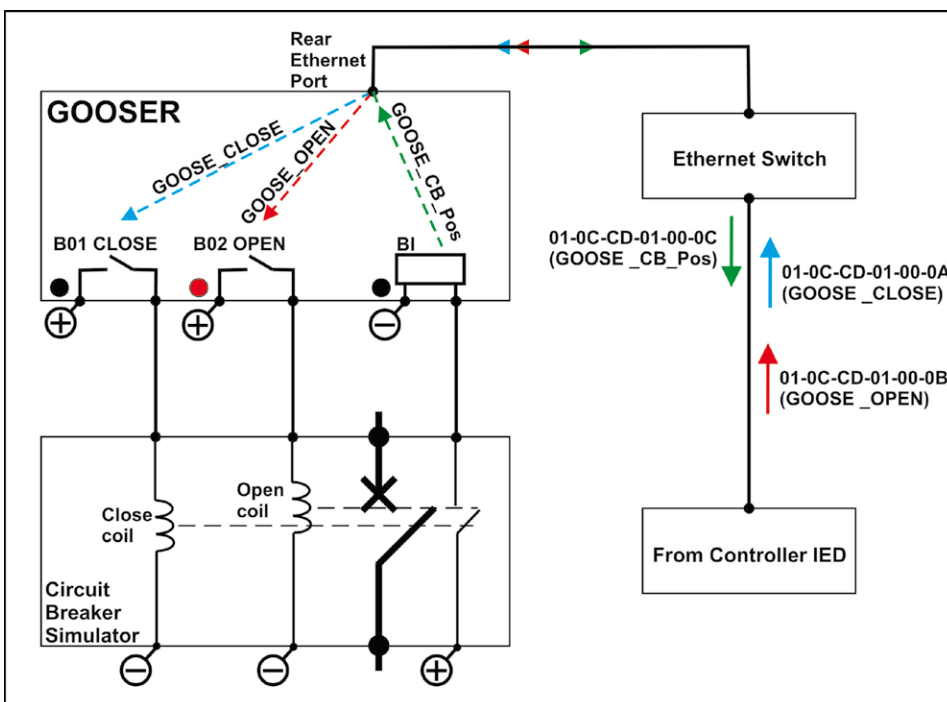 Rear
Ethernet
Port
GOOSER
GOOSE_CLOSE
GOOSE_OPEN
GOOSE_CB_Pos
B01 CLOSE
B02 OPEN
BI
+
+
−
Ethernet Switch
01-0C-CD-01-00-0C
(GOOSE _CB_Pos)
01-0C-CD-01-00-0A
(GOOSE _CLOSE)
01-0C-CD-01-00-0B
(GOOSE _OPEN)
From Controller IED
Close
coil
Open
coil
Circuit
Breaker
Simulator
−
−
+